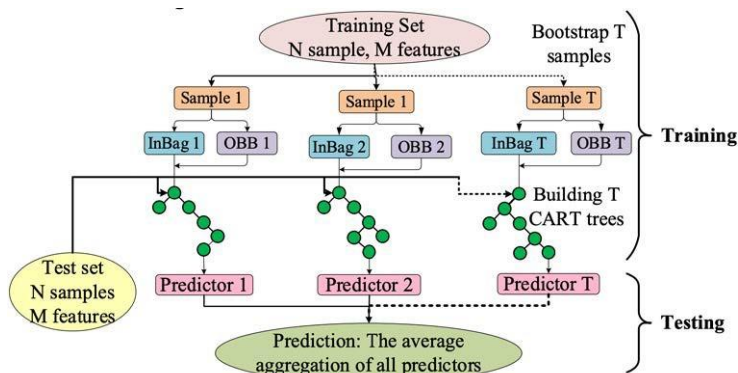 Training Set
N sample, M features
Bootstrap T
samples
Sample 1
Sample 1
Sample T
InBag 1
OBB 1
InBag 2
OBB 2
InBag T
OBB T
Training
Building T
CART trees
Test set
N samples
M features
Predictor 1
Predictor 2
Predictor T
Testing
Prediction: The average
aggregation of all predictors